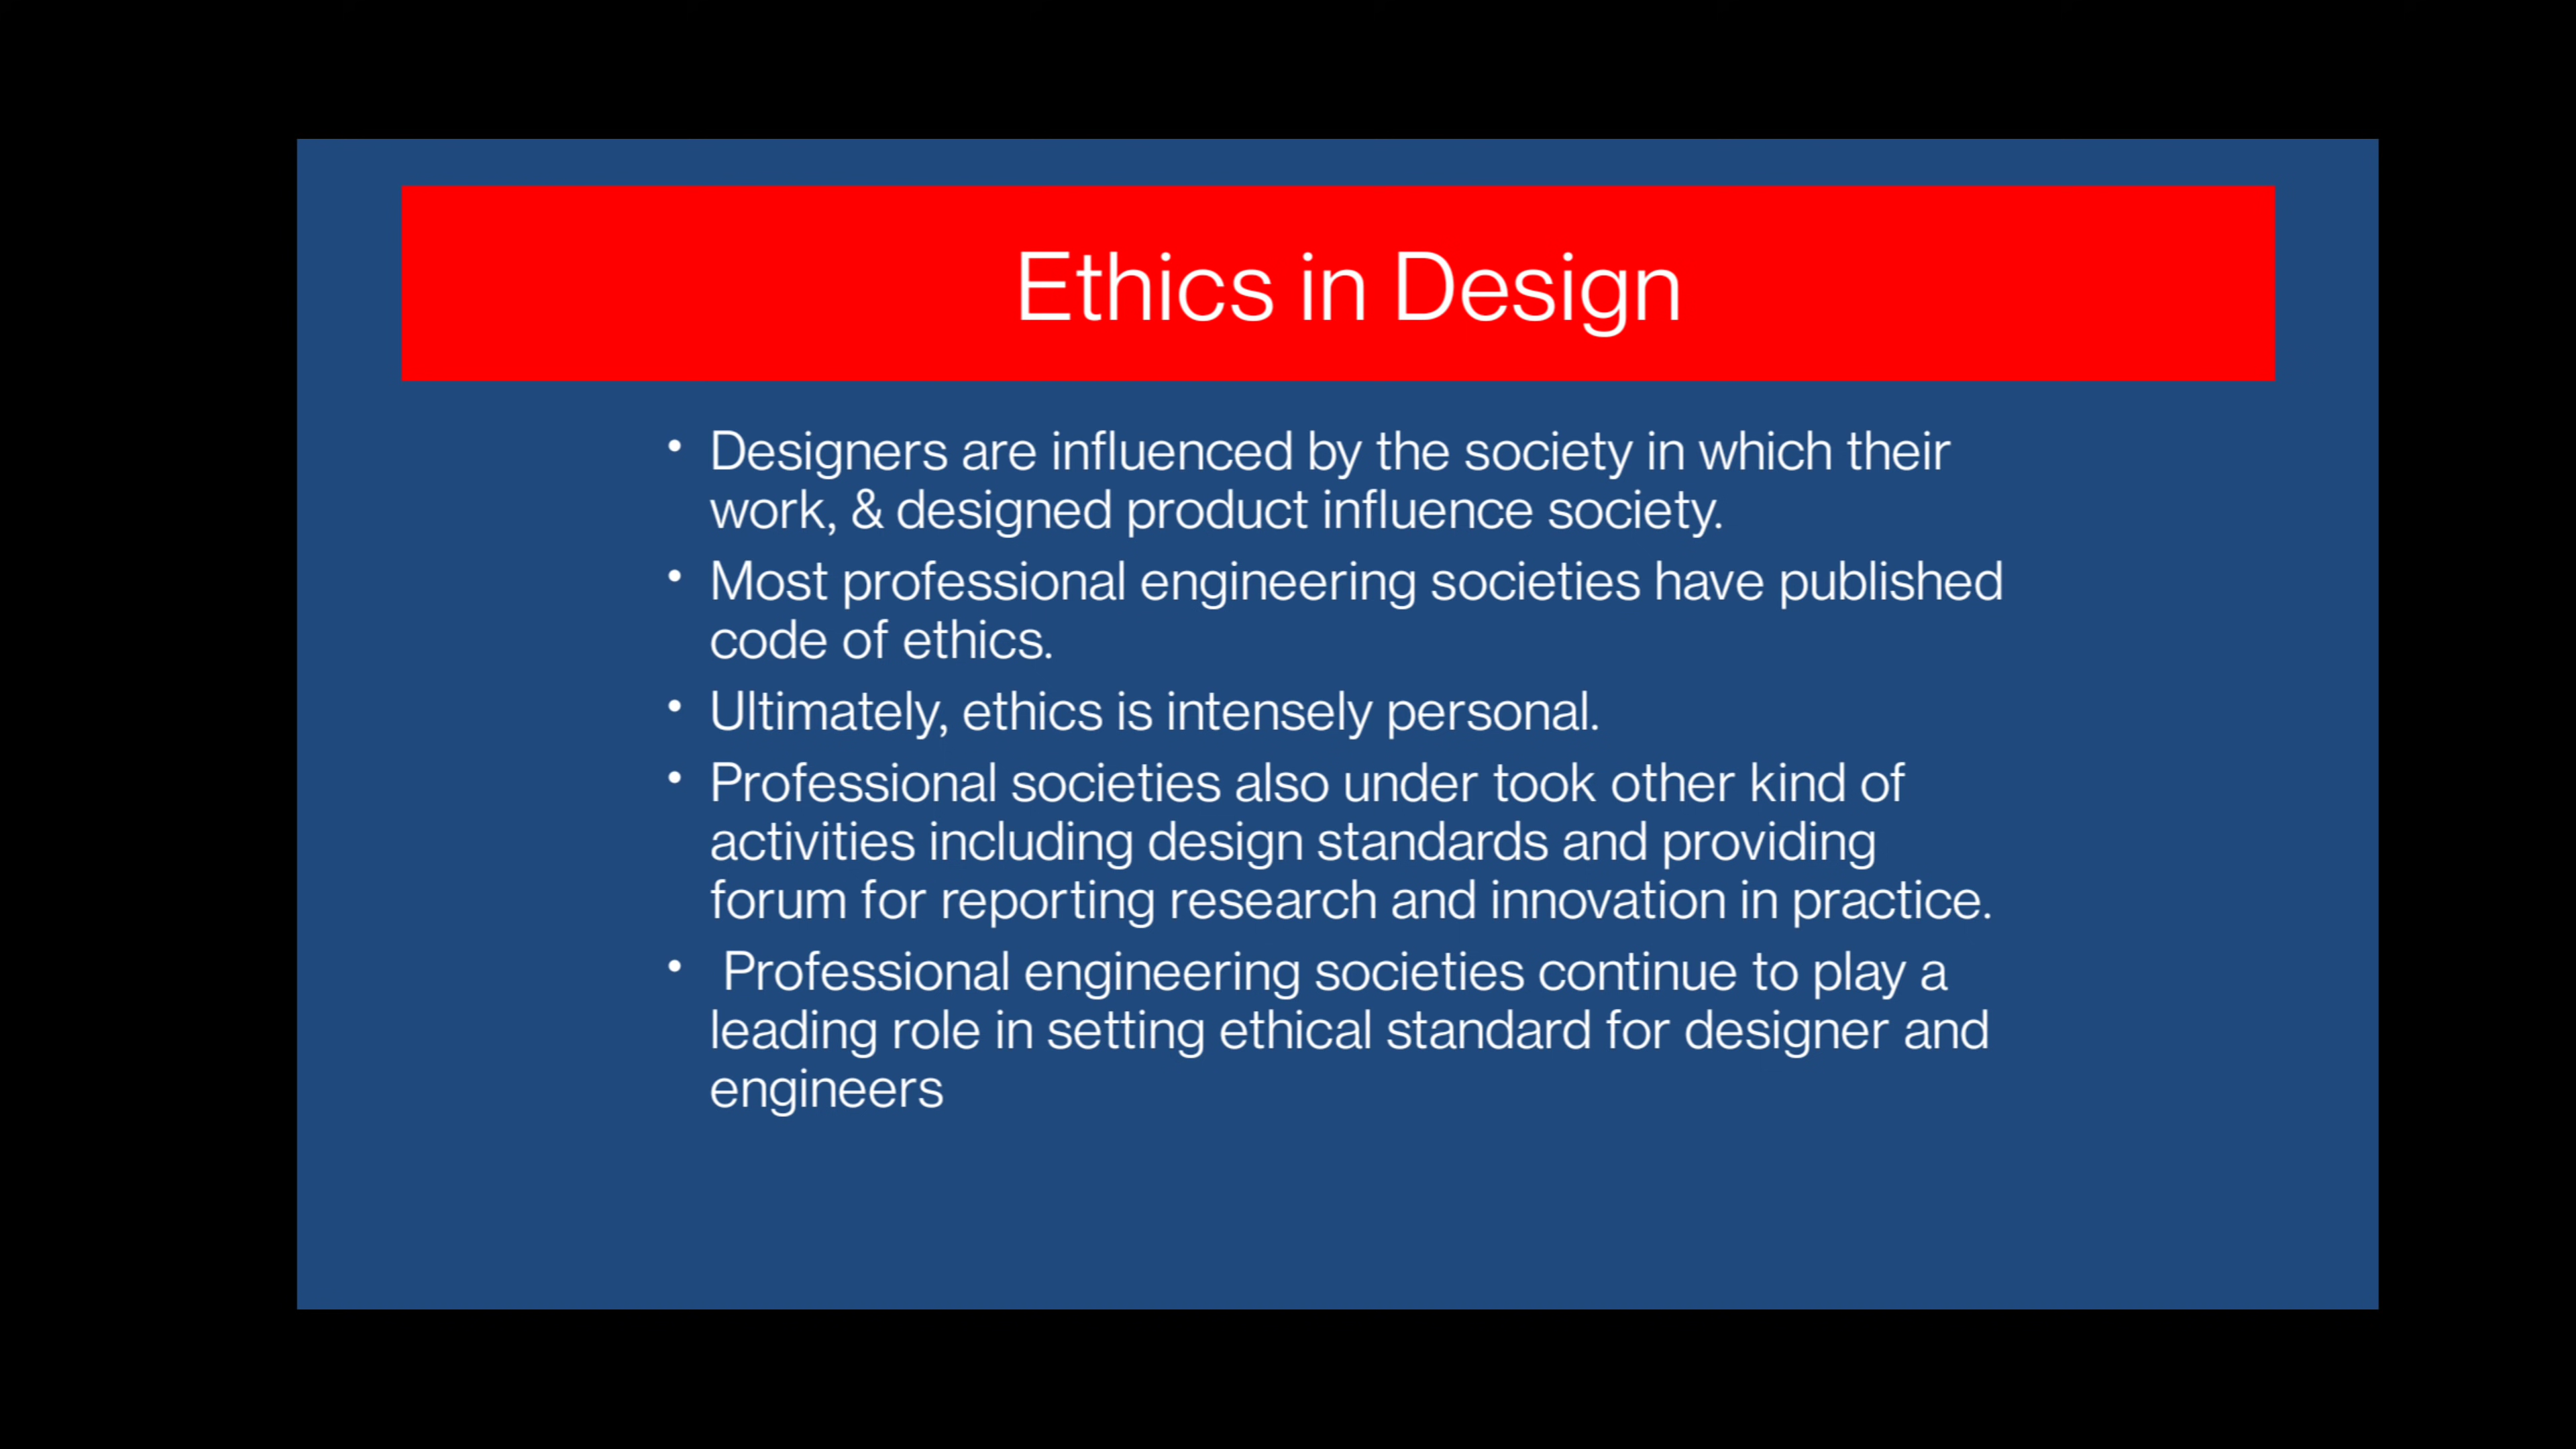 Ethics in Design
• Designers are influenced by the society in which their
work, & designed product influence society.
• Most professional engineering societies have published
code of ethics.
• Ultimately, ethics is intensely personal.
• Professional societies also under took other kind of
activities including design standards and providing
forum for reporting research and innovation in practice.
• Professional engineering societies continue to play a
leading role in setting ethical standard for designer and
engineers